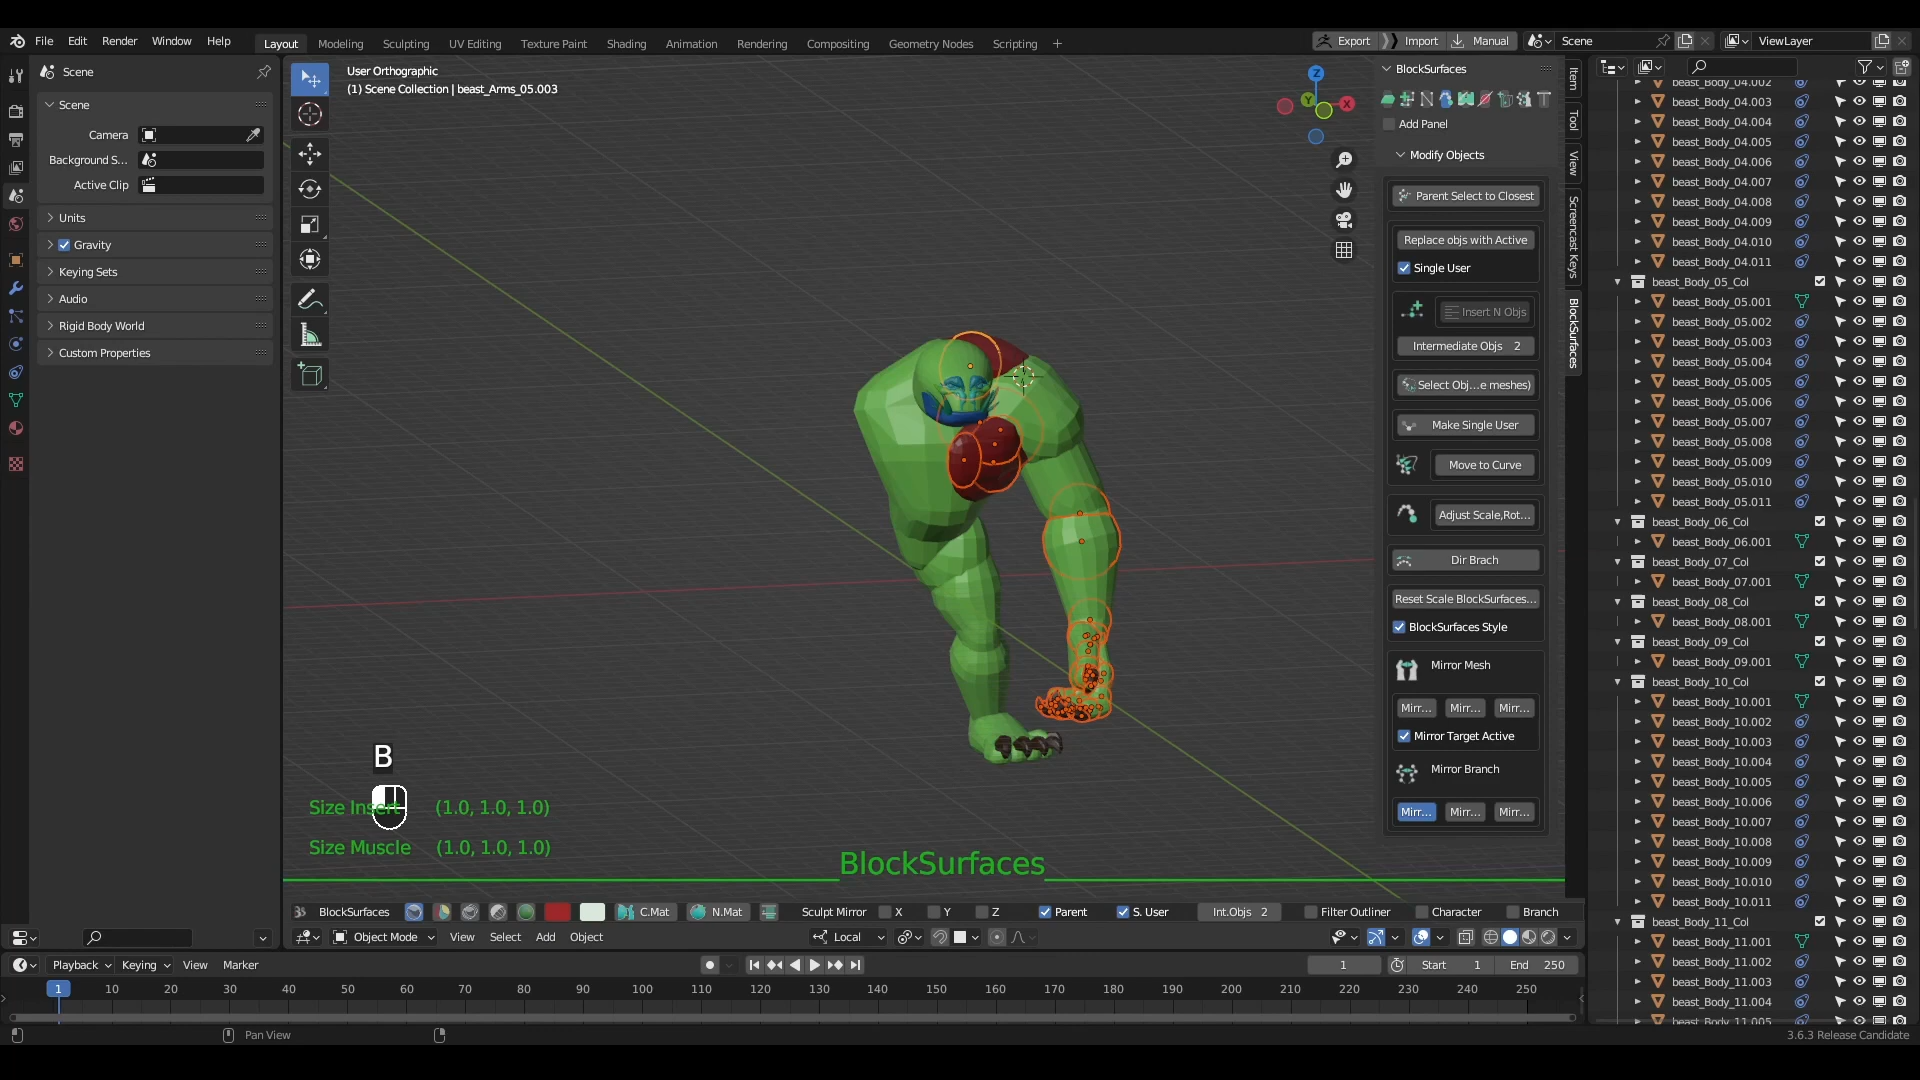 File Edit Render Window Help
Layout Modeling Sculpting UV Editing Texture Paint Shading Animation Rendering Compositing Geometry Nodes Scripting +
Export Import Manual Scene ViewLayer
Scene
Scene
Camera
Background S...
Active Clip
Units
Gravity
Keying Sets
Audio
Rigid Body World
Custom Properties
User Orthographic
(1) Scene Collection | beast_Arms_05.003
Z
Y
X
B
Size Insert (1.0, 1.0, 1.0)
Size Muscle (1.0, 1.0, 1.0)
BlockSurfaces
BlockSurfaces
Add Panel
Modify Objects
Parent Select to Closest
Replace objs with Active
Single User
Insert N Objs
Intermediate Objs 2
Select Obj...e meshes)
Make Single User
Move to Curve
Adjust Scale,Rot...
Dir Brach
Reset Scale BlockSurfaces...
BlockSurfaces Style
Mirror Mesh
Mirr... Mirr... Mirr...
Mirror Target Active
Mirror Branch
Mirr... Mirr... Mirr...
Item
Tool
View
Screencast Keys
BlockSurfaces
beast_Body_04.002
beast_Body_04.003
beast_Body_04.004
beast_Body_04.005
beast_Body_04.006
beast_Body_04.007
beast_Body_04.008
beast_Body_04.009
beast_Body_04.010
beast_Body_04.011
beast_Body_05_Col
beast_Body_05.001
beast_Body_05.002
beast_Body_05.003
beast_Body_05.004
beast_Body_05.005
beast_Body_05.006
beast_Body_05.007
beast_Body_05.008
beast_Body_05.009
beast_Body_05.010
beast_Body_05.011
beast_Body_06_Col
beast_Body_06.001
beast_Body_07_Col
beast_Body_07.001
beast_Body_08_Col
beast_Body_08.001
beast_Body_09_Col
beast_Body_09.001
beast_Body_10_Col
beast_Body_10.001
beast_Body_10.002
beast_Body_10.003
beast_Body_10.004
beast_Body_10.005
beast_Body_10.006
beast_Body_10.007
beast_Body_10.008
beast_Body_10.009
beast_Body_10.010
beast_Body_10.011
beast_Body_11_Col
beast_Body_11.001
beast_Body_11.002
beast_Body_11.003
beast_Body_11.004
beast_Body_11.005
BlockSurfaces C.Mat N.Mat Sculpt Mirror X Y Z Parent S. User Int.Objs 2 Filter Outliner Character Branch
Object Mode View Select Add Object Local
Playback Keying View Marker 1 Start 1 End 250
1 10 20 30 40 50 60 70 80 90 100 110 120 130 140 150 160 170 180 190 200 210 220 230 240 250
Pan View
3.6.3 Release Candidate